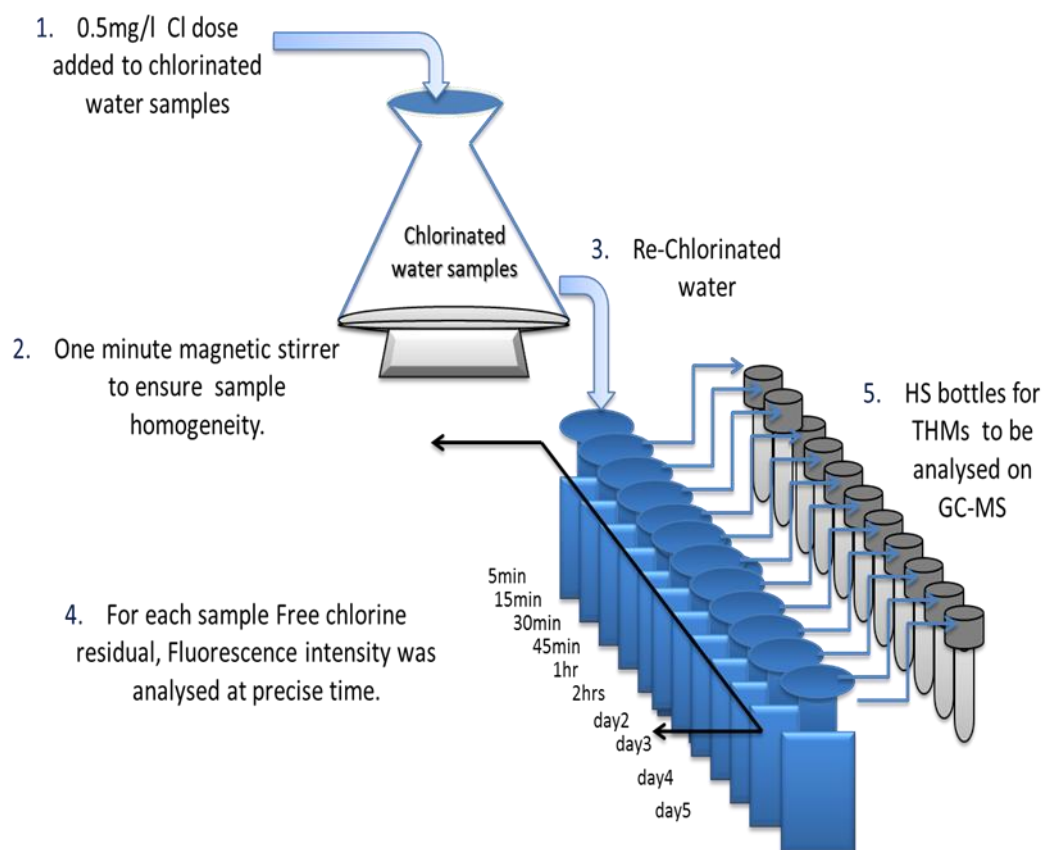 1. 0.5mg/l Cl dose
added to chlorinated
water samples
Chlorinated
water samples
3. Re-Chlorinated
water
2. One minute magnetic stirrer
to ensure sample
homogeneity.
5. HS bottles for
THMs to be
analysed on
GC-MS
4. For each sample Free chlorine
residual, Fluorescence intensity was
analysed at precise time.
5min
15min
30min
45min
1hr
2hrs
day2
day3
day4
day5